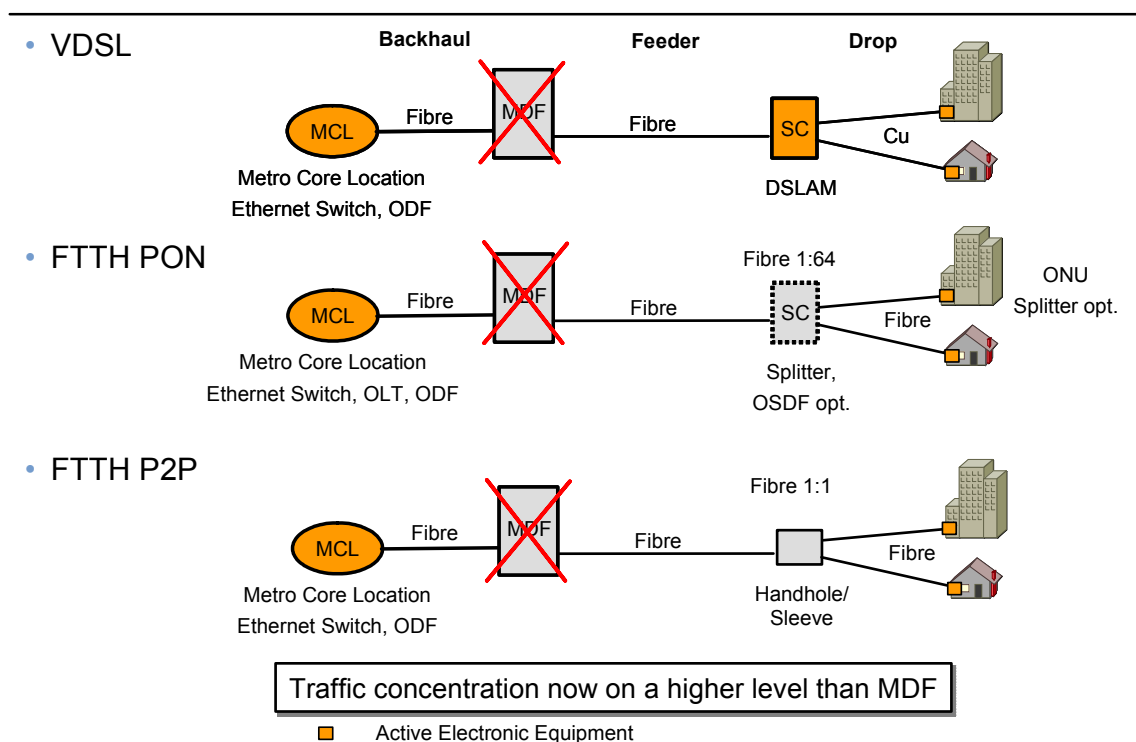 • VDSL
Backhaul Feeder Drop
MCL
Fibre
MDF
Fibre
SC
Cu
Metro Core Location
Ethernet Switch, ODF
DSLAM
• FTTH PON
Fibre 1:64
MCL
Fibre
MDF
Fibre
SC
Fibre
ONU
Splitter opt.
Metro Core Location
Ethernet Switch, OLT, ODF
Splitter,
OSDF opt.
• FTTH P2P
Fibre 1:1
MCL
Fibre
MDF
Fibre
Fibre
Metro Core Location
Ethernet Switch, ODF
Handhole/
Sleeve
Traffic concentration now on a higher level than MDF
Active Electronic Equipment